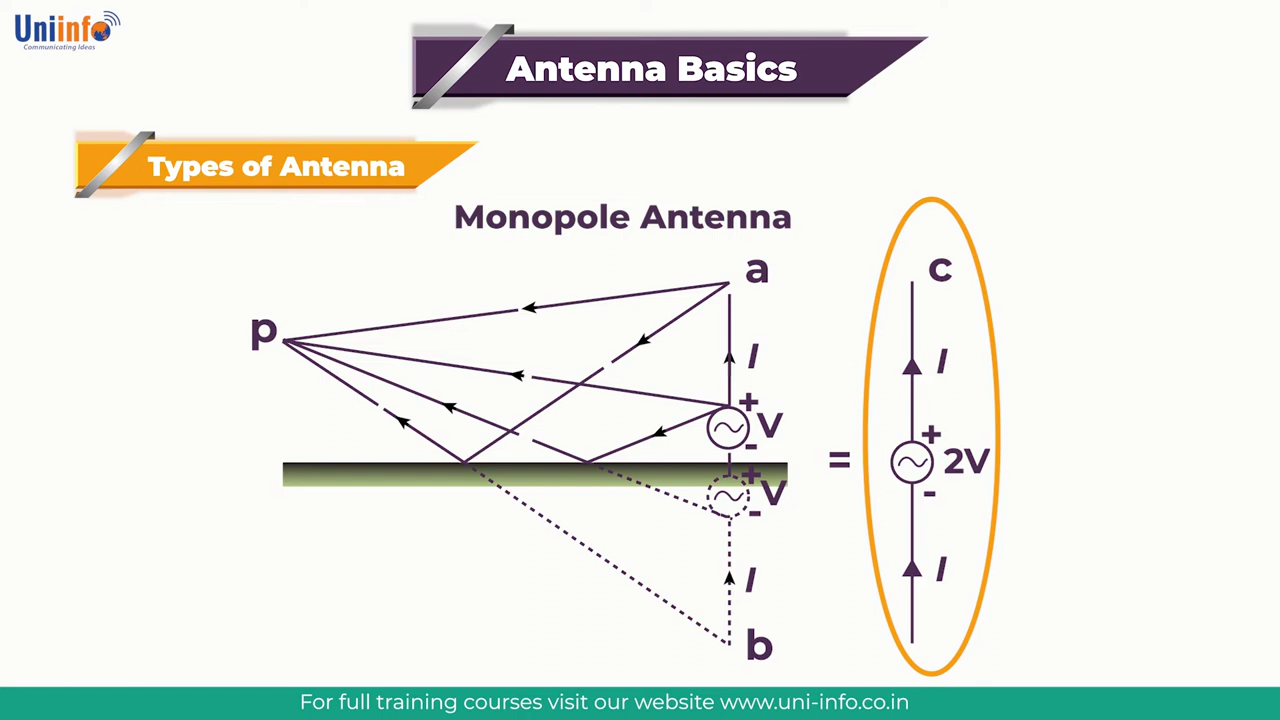 Uniinfo
Communicating Ideas
Antenna Basics
Types of Antenna
Monopole Antenna
a
c
p
I
I
+
V
-
+
V
-
=
+
2V
-
I
I
b
For full training courses visit our website www.uni-info.co.in